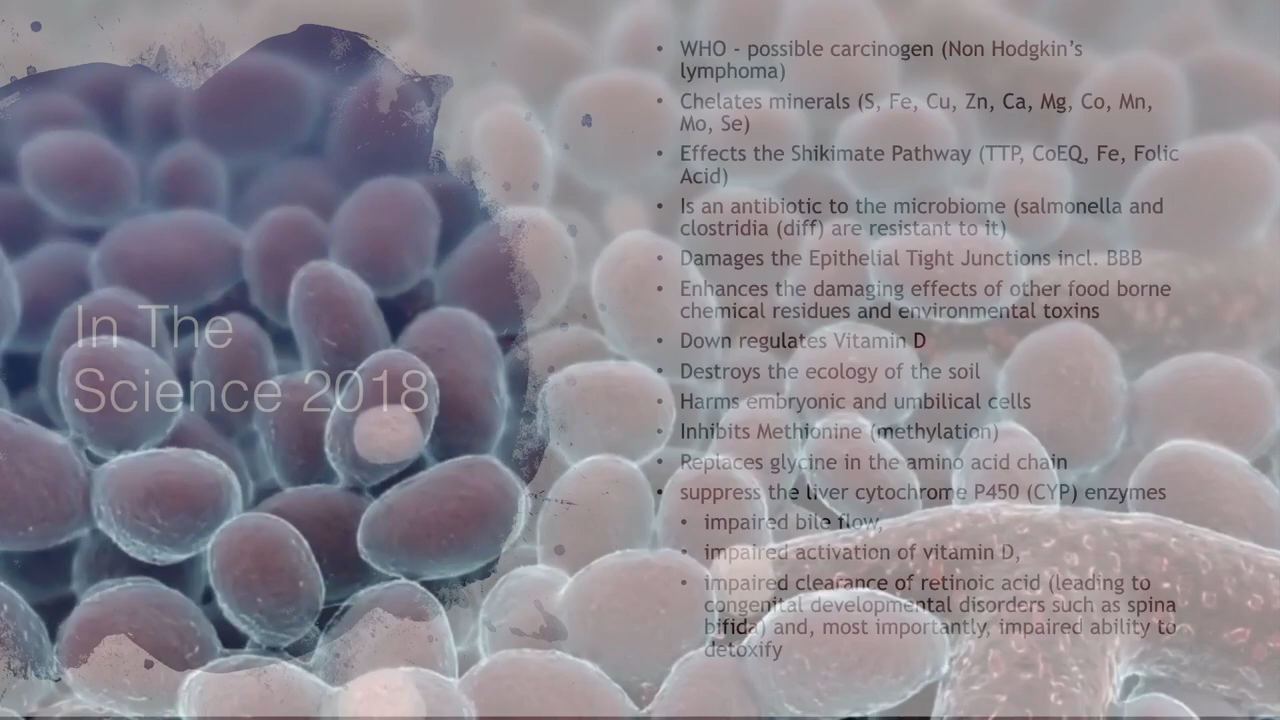 In The
Science 2018
• WHO - possible carcinogen (Non Hodgkin’s
lymphoma)
• Chelates minerals (S, Fe, Cu, Zn, Ca, Mg, Co, Mn,
Mo, Se)
• Effects the Shikimate Pathway (TTP, CoEQ, Fe, Folic
Acid)
• Is an antibiotic to the microbiome (salmonella and
clostridia (diff) are resistant to it)
• Damages the Epithelial Tight Junctions incl. BBB
• Enhances the damaging effects of other food borne
chemical residues and environmental toxins
• Down regulates Vitamin D
• Destroys the ecology of the soil
• Harms embryonic and umbilical cells
• Inhibits Methionine (methylation)
• Replaces glycine in the amino acid chain
• suppress the liver cytochrome P450 (CYP) enzymes
• impaired bile flow,
• impaired activation of vitamin D,
• impaired clearance of retinoic acid (leading to
congenital developmental disorders such as spina
bifida) and, most importantly, impaired ability to
detoxify